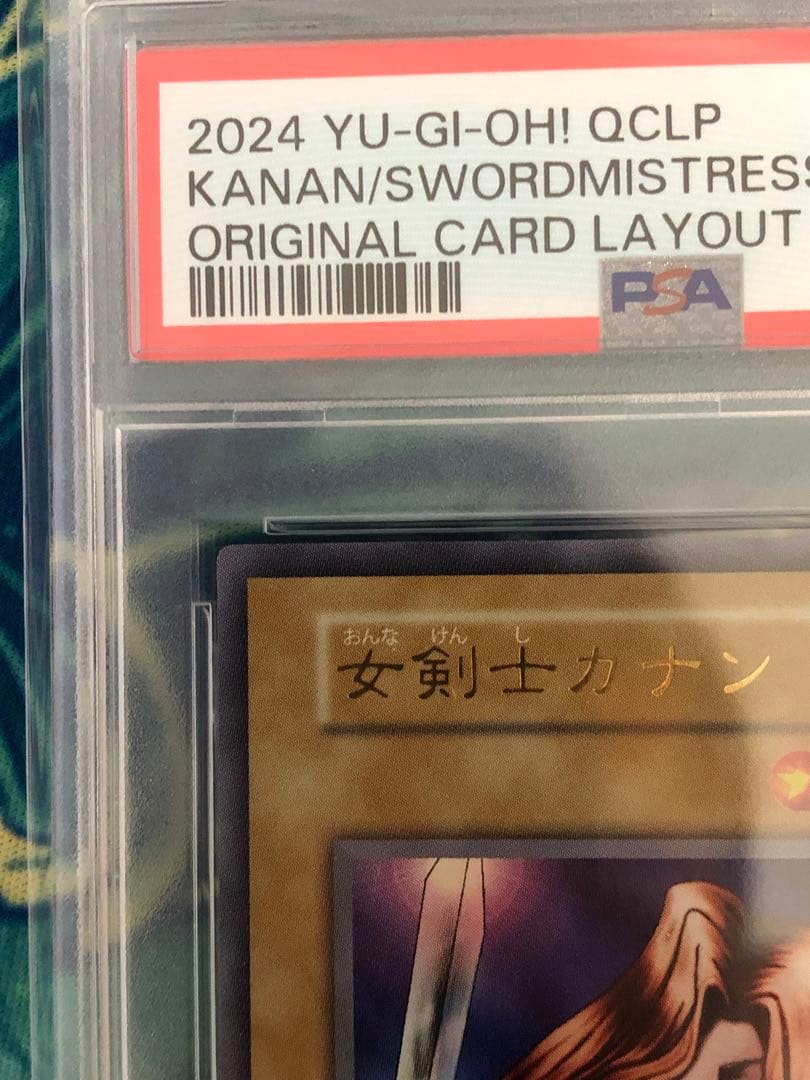 2024 YU-GI-OH! QCLP
KANAN/SWORDMISTRESS
ORIGINAL CARD LAYOUT
PSA
おんな けん し
女剣士カナン